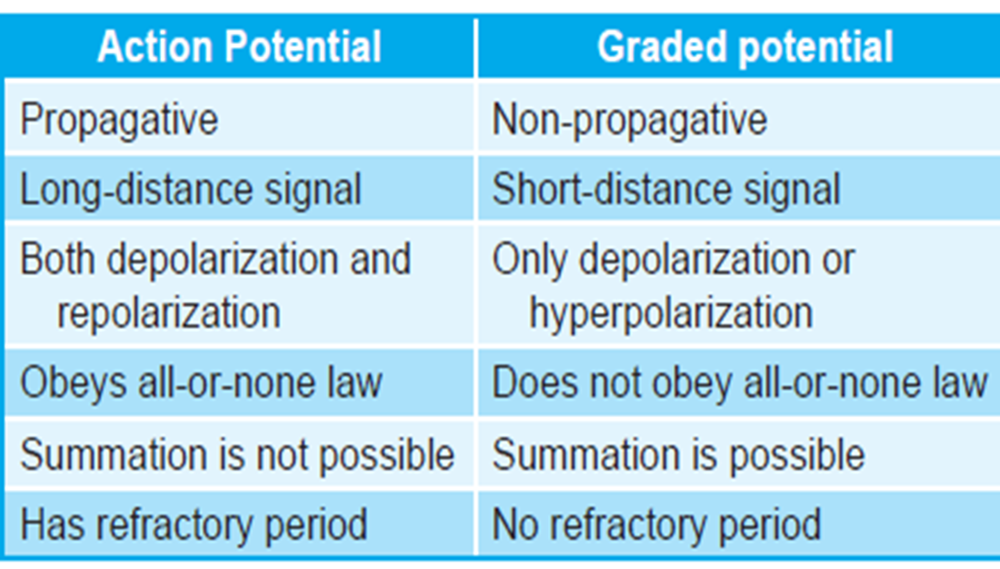 Action Potential Graded potential
Propagative Non-propagative
Long-distance signal Short-distance signal
Both depolarization and Only depolarization or
repolarization hyperpolarization
Obeys all-or-none law Does not obey all-or-none law
Summation is not possible Summation is possible
Has refractory period No refractory period